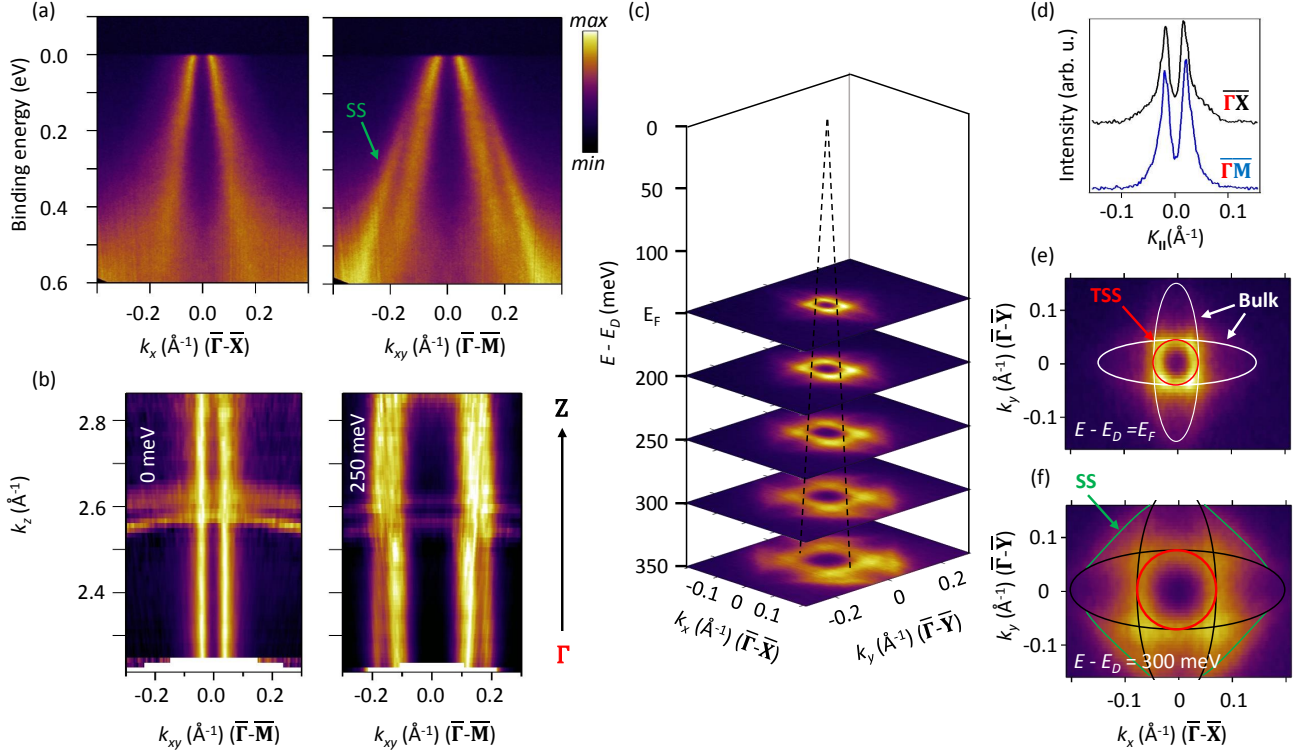 (a)
max
min
SS
Binding energy (eV)
0.0
0.2
0.4
0.6
-0.2 0.0 0.2
kx (Å⁻¹) (Γ̅-X̅)
-0.2 0.0 0.2
kxy (Å⁻¹) (Γ̅-M̅)
(b)
0 meV
250 meV
Z
Γ
kz (Å⁻¹)
2.8
2.6
2.4
-0.2 0.0 0.2
kxy (Å⁻¹) (Γ̅-M̅)
-0.2 0.0 0.2
kxy (Å⁻¹) (Γ̅-M̅)
(c)
E - ED (meV)
0
50
100
EF
200
250
300
350
-0.1 0 0.1
kx (Å⁻¹) (Γ̅-X̅)
-0.2 0 0.2
ky (Å⁻¹) (Γ̅-Y̅)
(d)
Intensity (arb. u.)
Γ̅X̅
Γ̅M̅
-0.1 0.0 0.1
KII(Å⁻¹)
(e)
TSS
Bulk
ky (Å⁻¹) (Γ̅-Y̅)
0.1
0
-0.1
E - ED =EF
(f)
SS
ky (Å⁻¹) (Γ̅-Y̅)
0.1
0
-0.1
E - ED = 300 meV
-0.1 0 0.1
kx (Å⁻¹) (Γ̅-X̅)